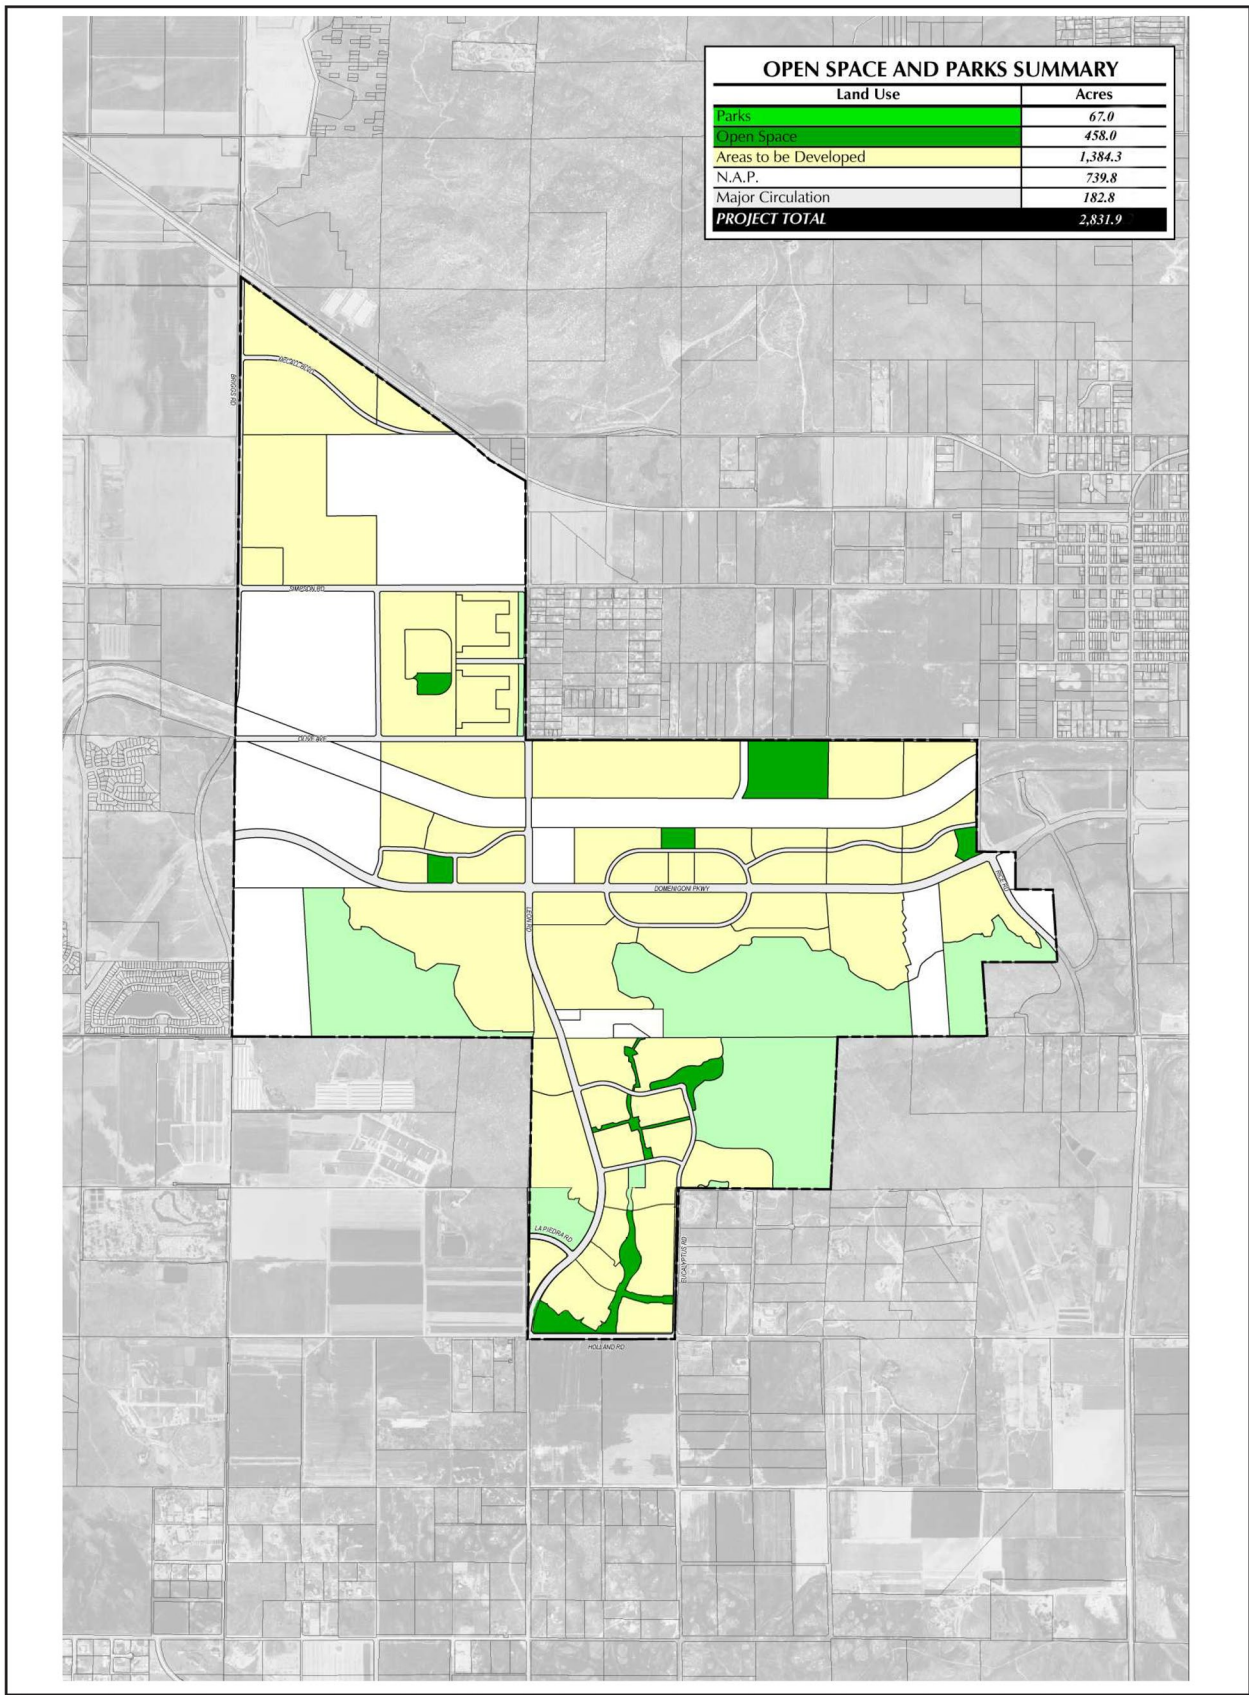 OPEN SPACE AND PARKS SUMMARY
Land Use Acres
Parks 67.0
Open Space 458.0
Areas to be Developed 1,384.3
N.A.P. 739.8
Major Circulation 182.8
PROJECT TOTAL 2,831.9
BRIGGS RD
SIMPSON RD
OLIVE AVE
DOMENIGONI PKWY
RICE RD
LEON RD
LA PIEDRA RD
EUCALYPTUS RD
HOLLAND RD